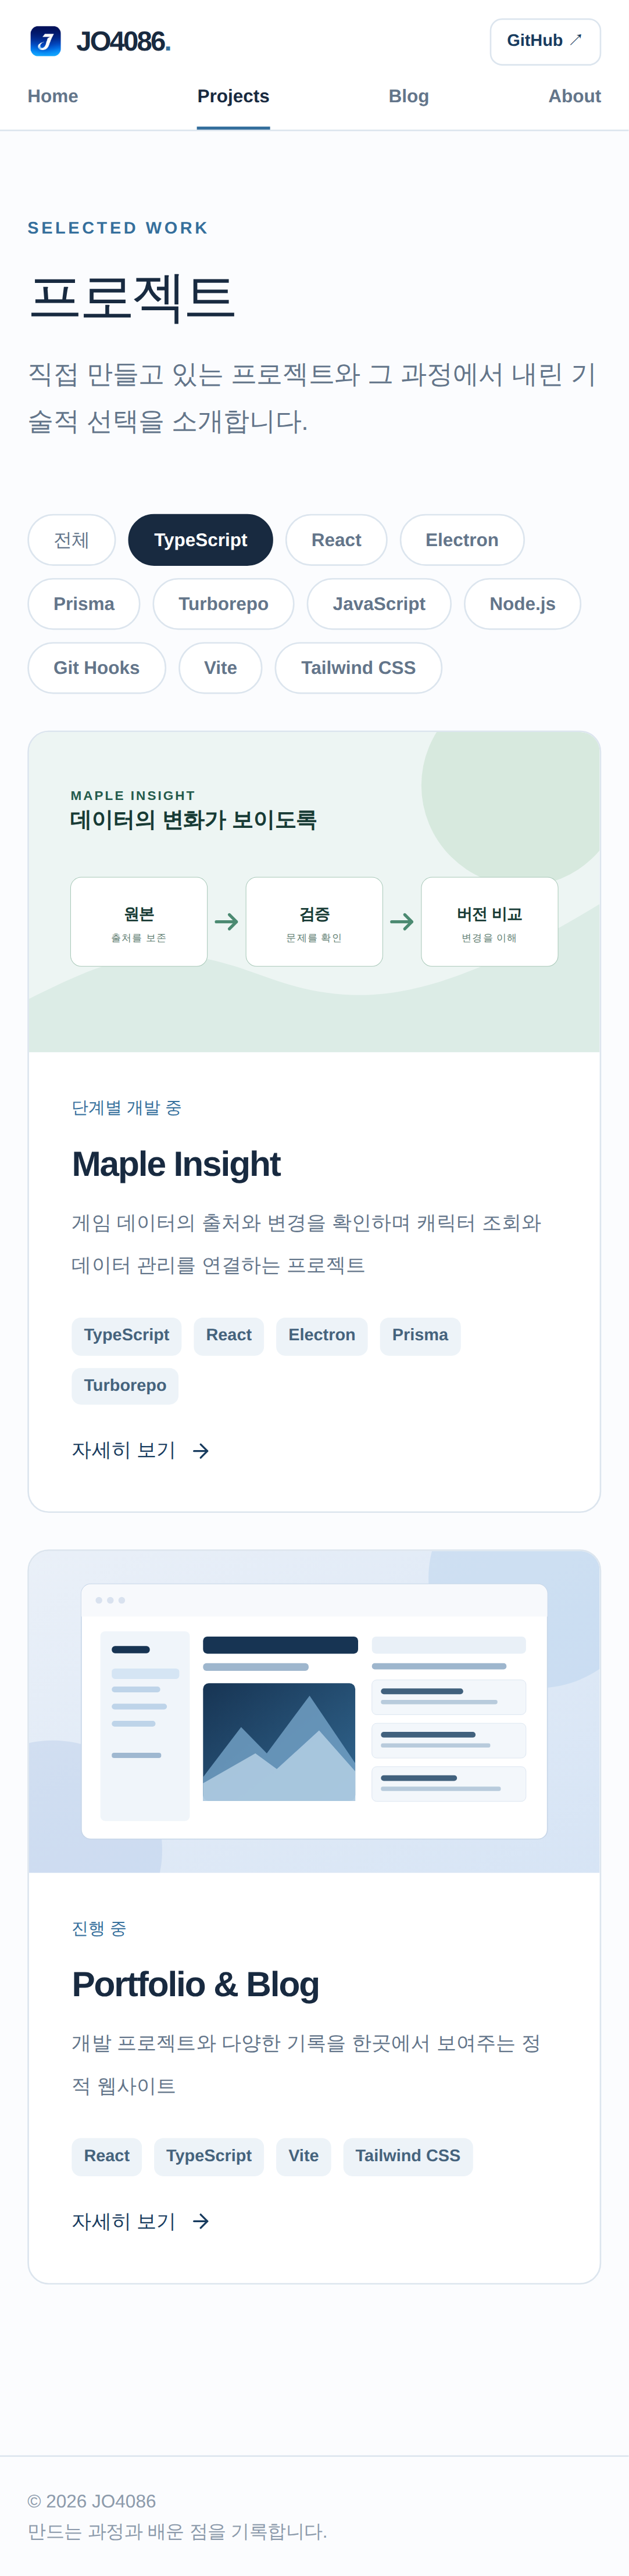 JO4086.
GitHub ↗
Home Projects Blog About
SELECTED WORK
프로젝트
직접 만들고 있는 프로젝트와 그 과정에서 내린 기
술적 선택을 소개합니다.
전체 TypeScript React Electron
Prisma Turborepo JavaScript Node.js
Git Hooks Vite Tailwind CSS
MAPLE INSIGHT
데이터의 변화가 보이도록
원본 검증 버전 비교
출처를 보존 문제를 확인 변경을 이해
단계별 개발 중
Maple Insight
게임 데이터의 출처와 변경을 확인하며 캐릭터 조회와
데이터 관리를 연결하는 프로젝트
TypeScript React Electron Prisma
Turborepo
자세히 보기 →
진행 중
Portfolio & Blog
개발 프로젝트와 다양한 기록을 한곳에서 보여주는 정
적 웹사이트
React TypeScript Vite Tailwind CSS
자세히 보기 →
© 2026 JO4086
만드는 과정과 배운 점을 기록합니다.